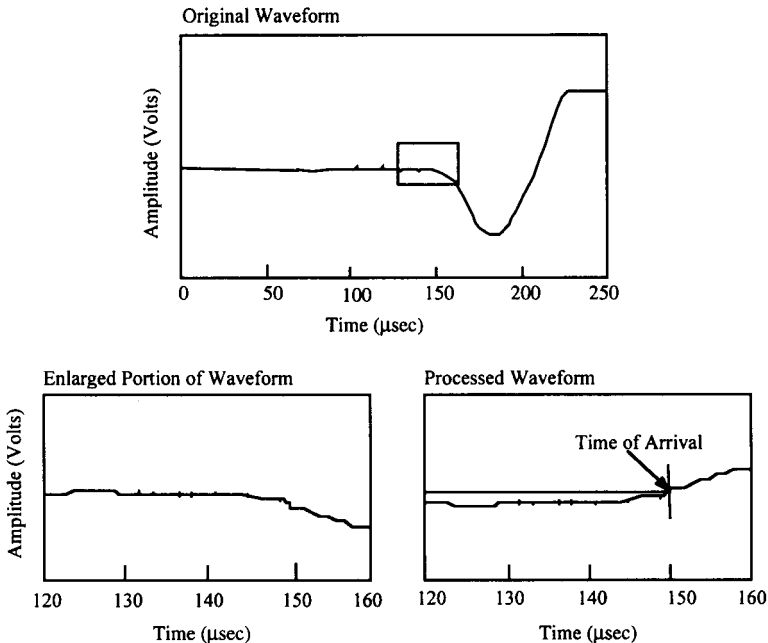 Original Waveform
Amplitude (Volts)
0 50 100 150 200 250
Time (μsec)
Enlarged Portion of Waveform
Amplitude (Volts)
120 130 140 150 160
Time (μsec)
Processed Waveform
Time of Arrival
120 130 140 150 160
Time (μsec)